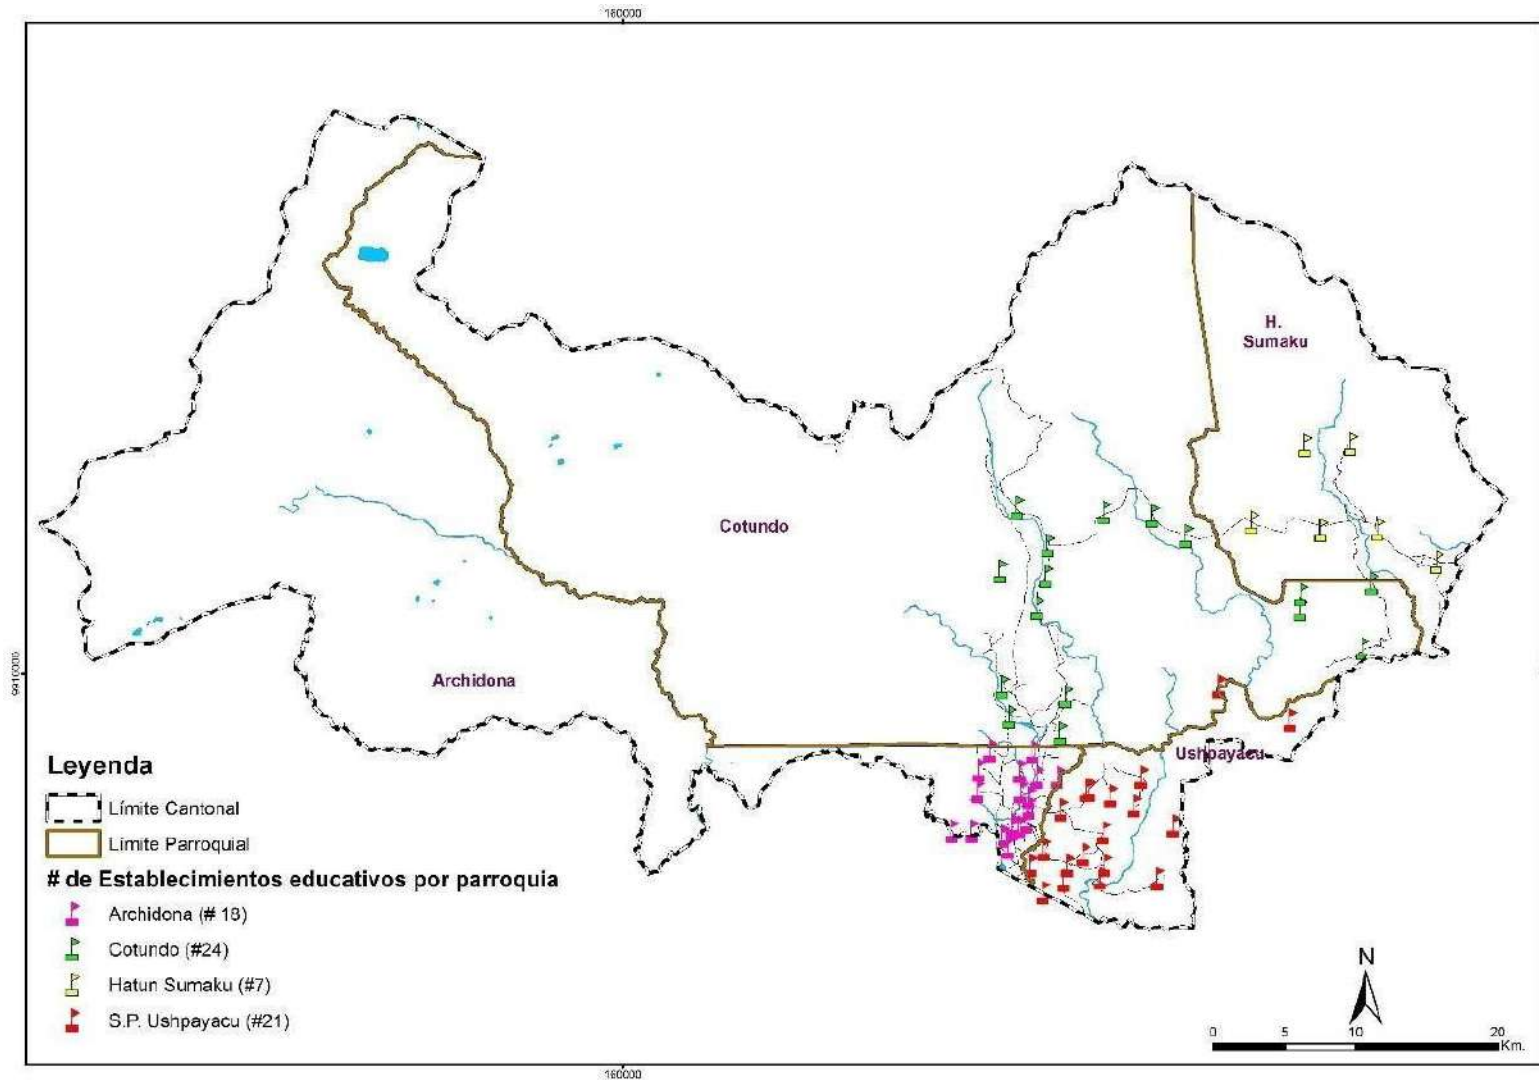 160000
H.
Sumaku
Cotundo
Archidona
9910000
Ushpayacu
Leyenda
Límite Cantonal
Límite Parroquial
# de Establecimientos educativos por parroquia
Archidona (# 18)
Cotundo (#24)
Hatun Sumaku (#7)
S.P. Ushpayacu (#21)
N
0 5 10 20
Km.
160000